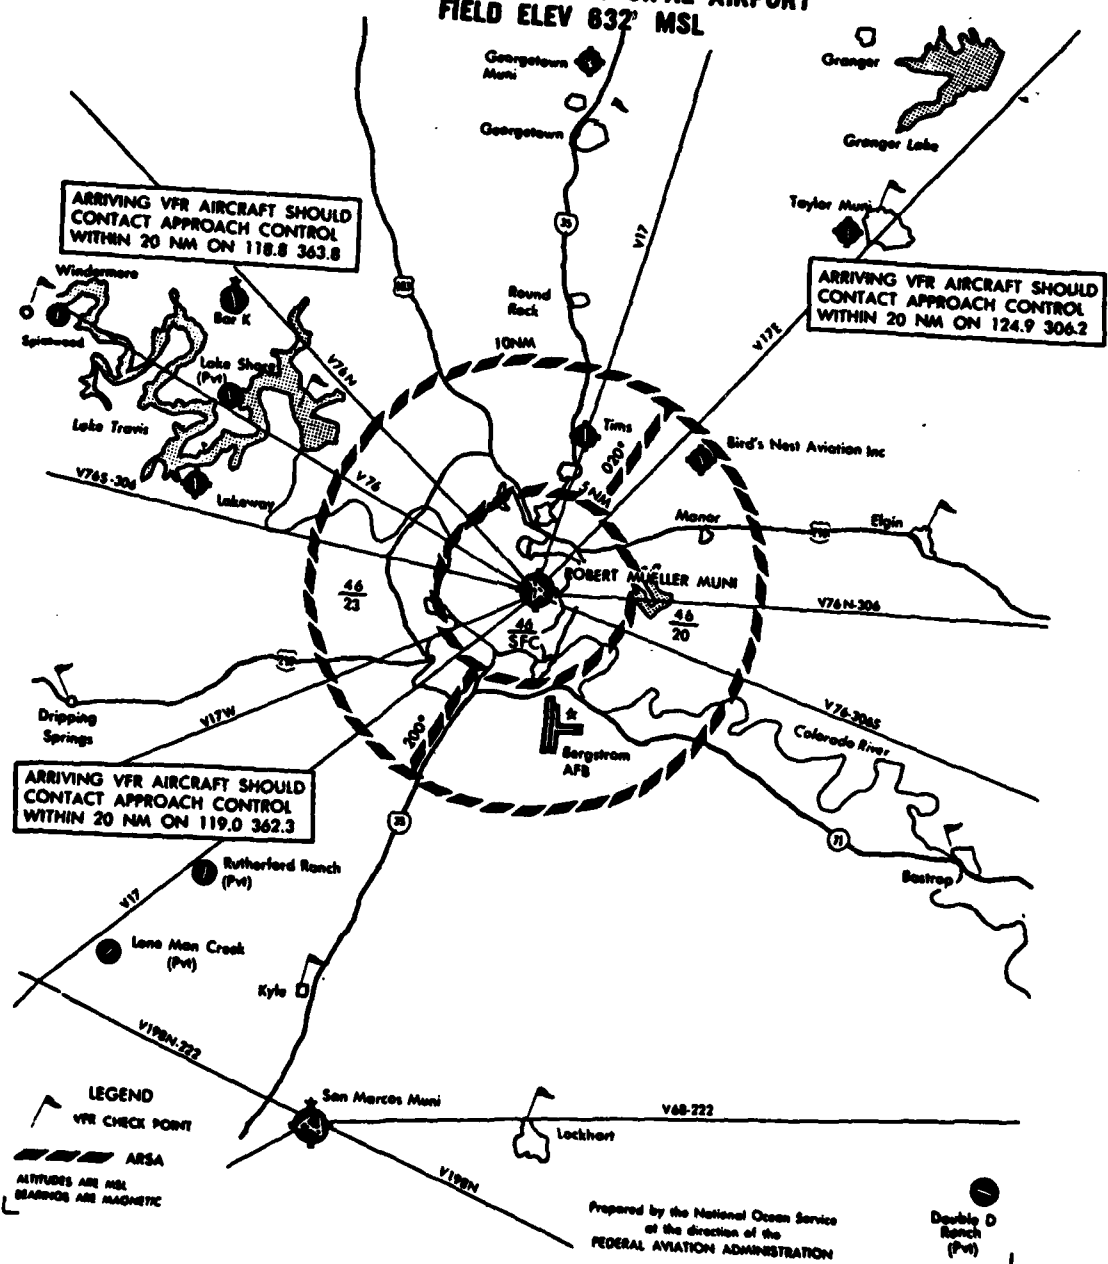 AIRPORT
FIELD ELEV 632' MSL
Georgetown
Muni
Georgetown
Granger
Granger Lake
Taylor Muni
ARRIVING VFR AIRCRAFT SHOULD
CONTACT APPROACH CONTROL
WITHIN 20 NM ON 118.8 363.8
35
V17
ARRIVING VFR AIRCRAFT SHOULD
CONTACT APPROACH CONTROL
WITHIN 20 NM ON 124.9 306.2
Windermere
Bar K
Spicewood
183
Round
Rock
V17E
10NM
V76N
Lake Shore
(Pvt)
Lake Travis
Tims
020°
Bird's Nest Aviation Inc
V76S-306
V76
Lakeway
5NM
Manor
Elgin
ROBERT MUELLER MUNI
46
23
46
SFC
46
20
V76N-306
290
V17W
Dripping
Springs
200°
Bergstrom
AFB
V76-306S
Colorado River
ARRIVING VFR AIRCRAFT SHOULD
CONTACT APPROACH CONTROL
WITHIN 20 NM ON 119.0 362.3
35
71
Bastrop
Rutherford Ranch
(Pvt)
V17
Lone Man Creek
(Pvt)
Kyle
V198N-222
LEGEND
VFR CHECK POINT
ARSA
ALTITUDES ARE MSL
BEARINGS ARE MAGNETIC
San Marcos Muni
V68-222
Lockhart
V198N
Prepared by the National Ocean Service
at the direction of the
FEDERAL AVIATION ADMINISTRATION
Double D
Ranch
(Pvt)